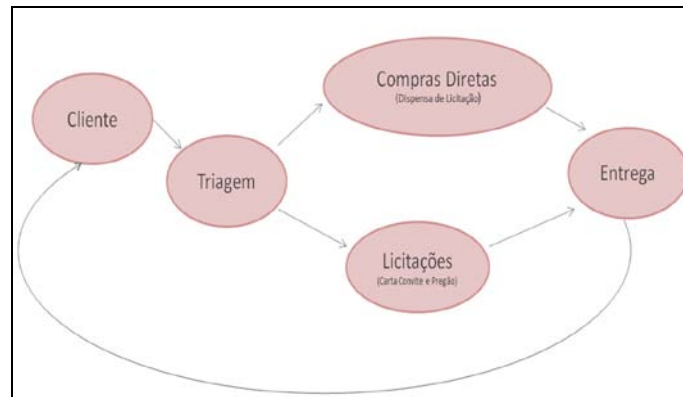 Cliente
Triagem
Compras Diretas
(Dispensa de Licitação)
Licitações
(Carta Convite e Pregão)
Entrega